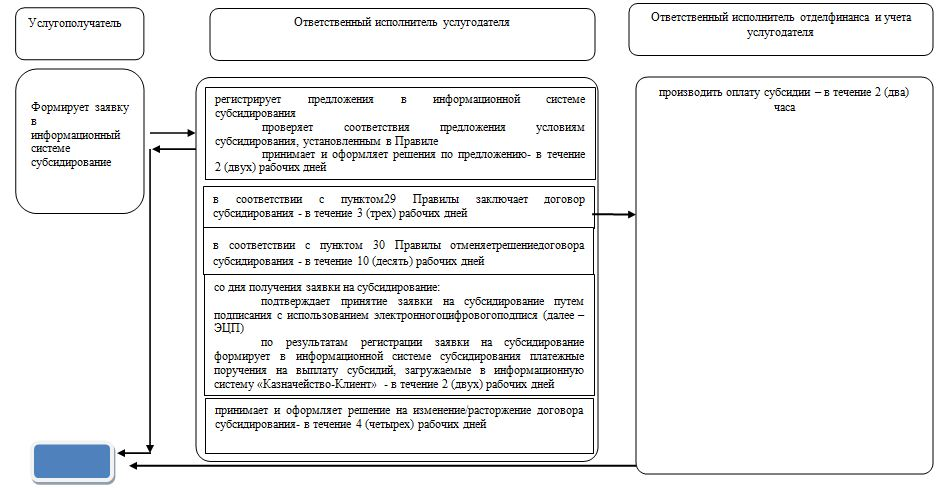 Услугополучатель
Ответственный исполнитель услугодателя
Ответственный исполнитель отделфинанса и учета
услугодателя
Формирует заявку
в
информационный
системе
субсидирование
регистрирует предложения в информационной системе
субсидирования
проверяет соответствия предложения условиям
субсидирования, установленным в Правиле
принимает и оформляет решения по предложению- в течение
2 (двух) рабочих дней
в соответствии с пунктом29 Правилы заключает договор
субсидирования - в течение 3 (трех) рабочих дней
в соответствии с пунктом 30 Правилы отменяетрешениедоговора
субсидирования - в течение 10 (десять) рабочих дней
со дня получения заявки на субсидирование:
подтверждает принятие заявки на субсидирование путем
подписания с использованием электронногоцифровогоподписи (далее –
ЭЦП)
по результатам регистрации заявки на субсидирование
формирует в информационной системе субсидирования платежные
поручения на выплату субсидий, загружаемые в информационную
систему «Казначейство-Клиент» - в течение 2 (двух) рабочих дней
принимает и оформляет решение на изменение/расторжение договора
субсидирования- в течение 4 (четырех) рабочих дней
производить оплату субсидии – в течение 2 (два)
часа